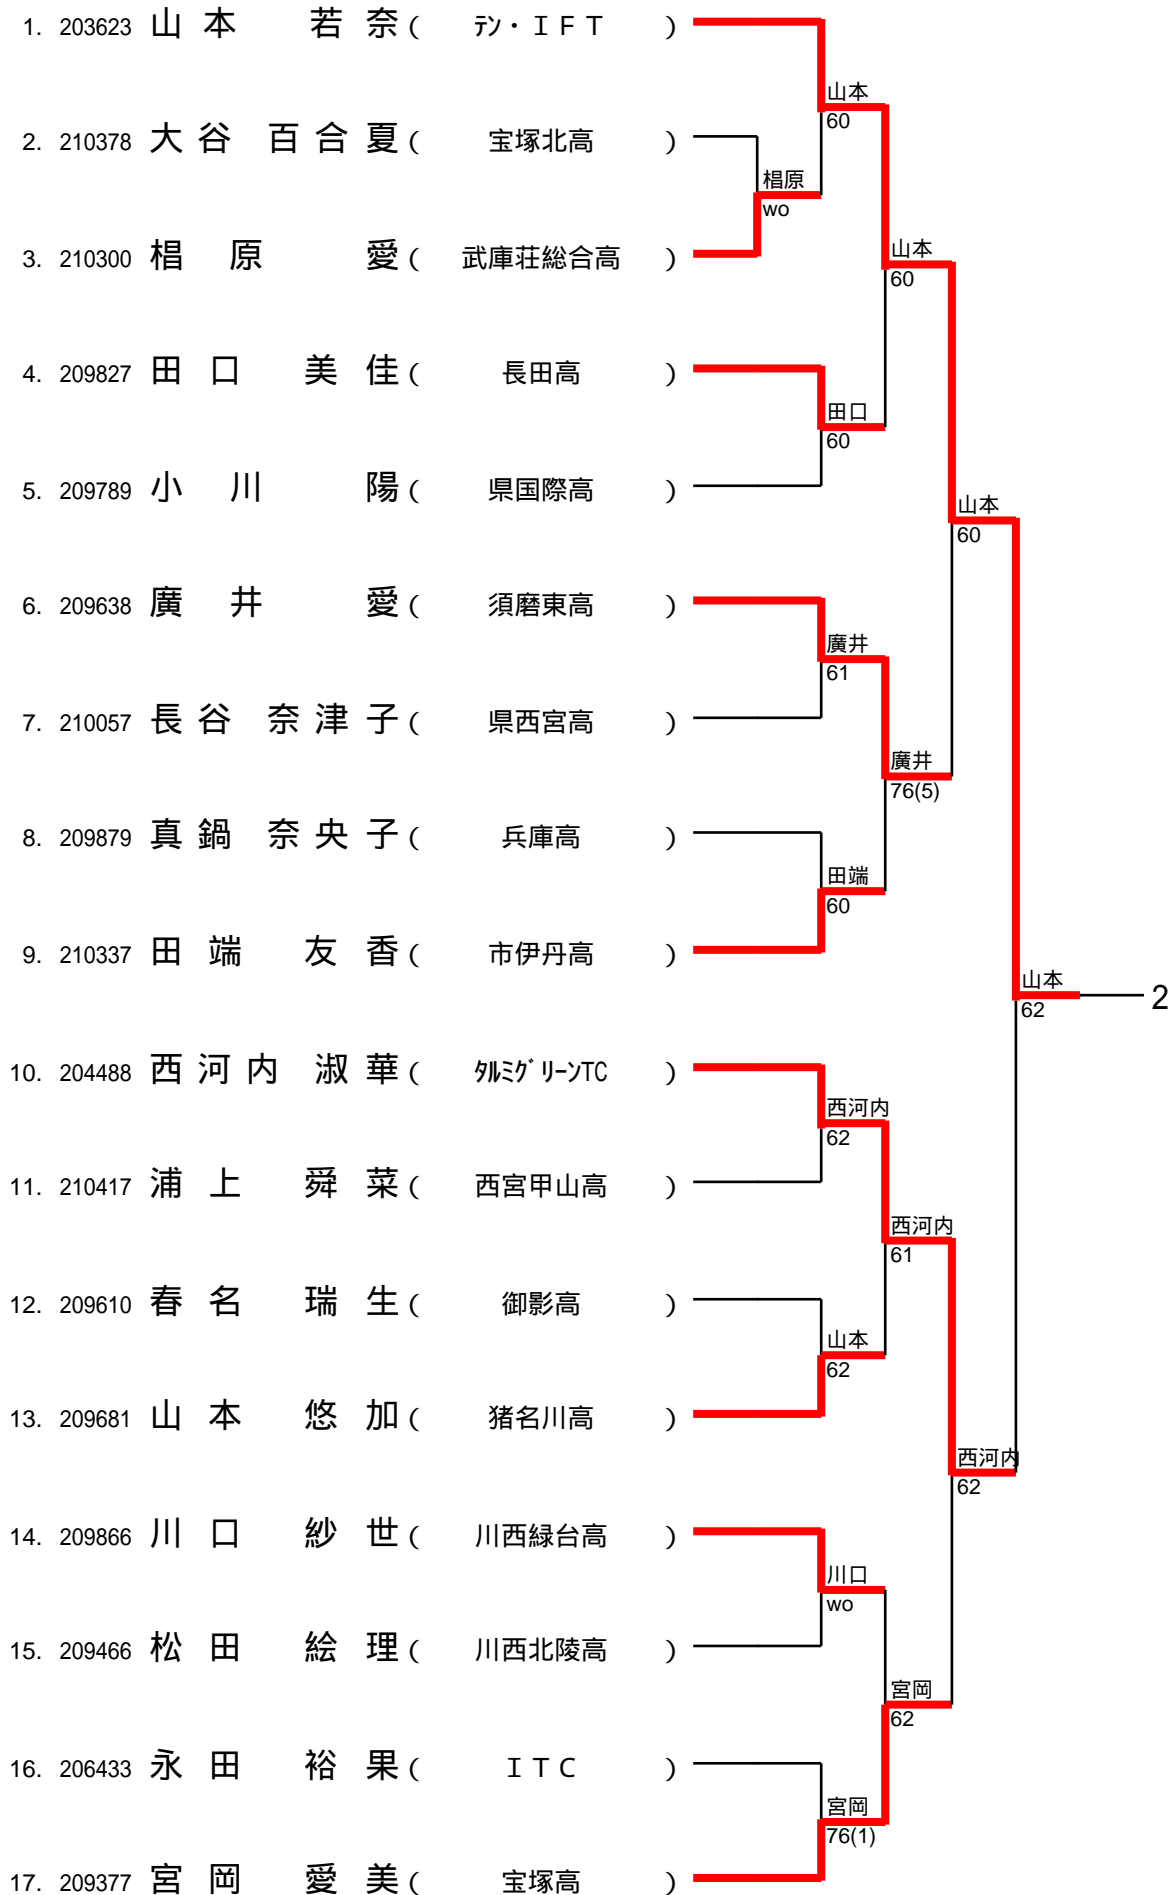 1. 203623 山本 若奈 ( テン・ＩＦＴ )
山本
60
2. 210378 大谷 百合夏 ( 宝塚北高 )
椙原
wo
3. 210300 椙原 愛 ( 武庫荘総合高 )
山本
60
4. 209827 田口 美佳 ( 長田高 )
田口
60
5. 209789 小川 陽 ( 県国際高 )
山本
60
6. 209638 廣井 愛 ( 須磨東高 )
廣井
61
7. 210057 長谷 奈津子 ( 県西宮高 )
廣井
76(5)
8. 209879 真鍋 奈央子 ( 兵庫高 )
田端
60
9. 210337 田端 友香 ( 市伊丹高 )
山本
62
2
10. 204488 西河内 淑華 ( ﾀﾙﾐｸﾞﾘｰﾝTC )
西河内
62
11. 210417 浦上 舜菜 ( 西宮甲山高 )
西河内
61
12. 209610 春名 瑞生 ( 御影高 )
山本
62
13. 209681 山本 悠加 ( 猪名川高 )
西河内
62
14. 209866 川口 紗世 ( 川西緑台高 )
川口
wo
15. 209466 松田 絵理 ( 川西北陵高 )
宮岡
62
16. 206433 永田 裕果 ( ＩＴＣ )
宮岡
76(1)
17. 209377 宮岡 愛美 ( 宝塚高 )